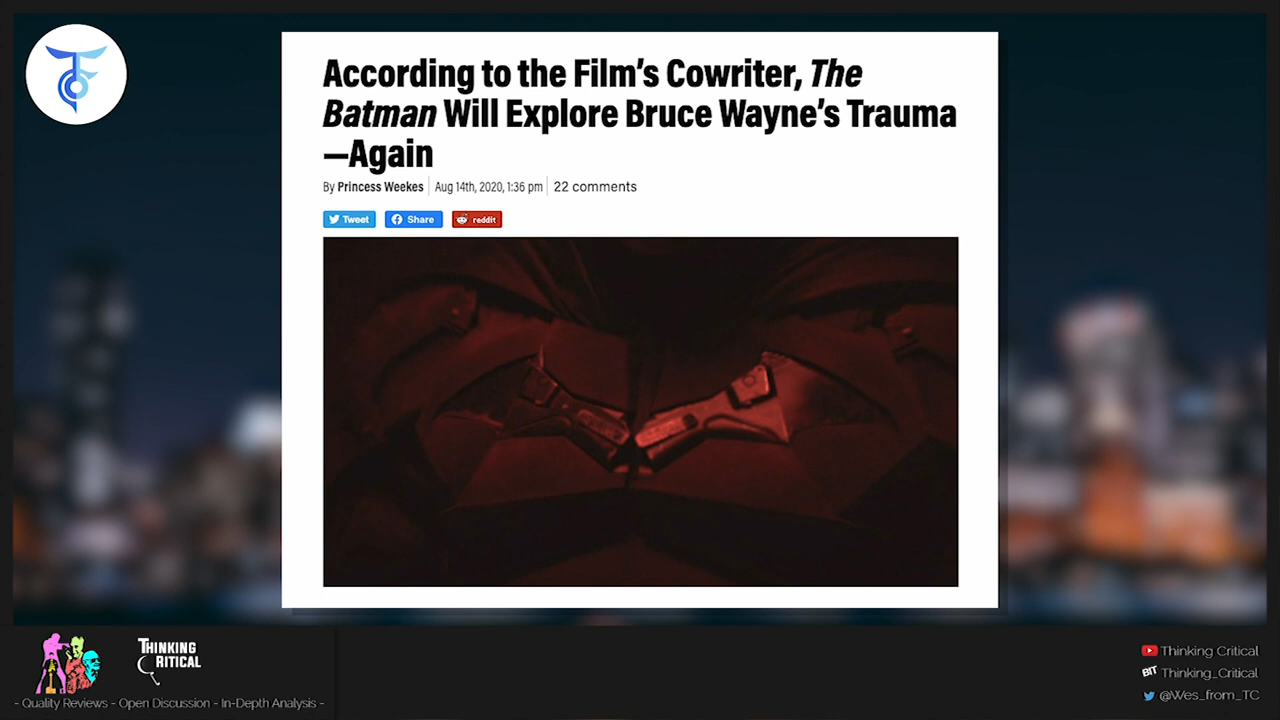 According to the Film's Cowriter, The
Batman Will Explore Bruce Wayne's Trauma
—Again
By Princess Weekes Aug 14th, 2020, 1:36 pm 22 comments
Tweet Share reddit
THINKING
CRITICAL
- Quality Reviews - Open Discussion - In-Depth Analysis -
Thinking Critical
BIT Thinking_Critical
@Wes_from_TC